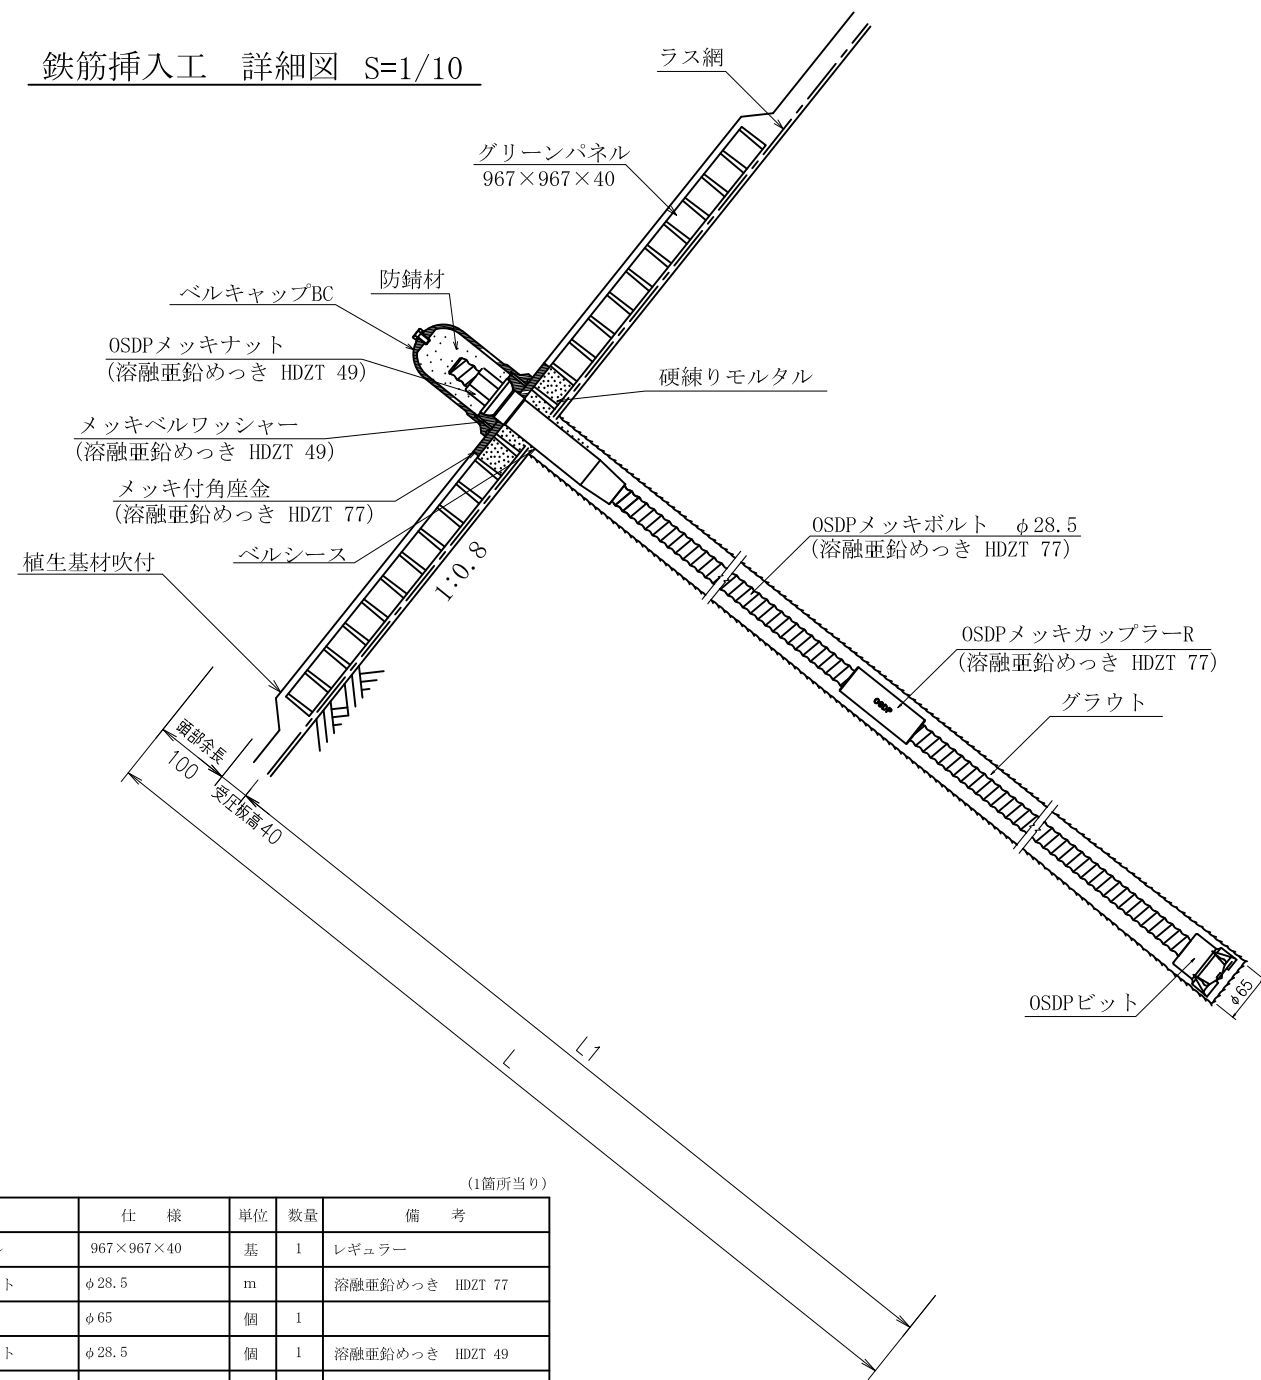 鉄筋挿入工　詳細図　S=1/10
ラス網
グリーンパネル
967×967×40
防錆材
ベルキャップBC
OSDPメッキナット
(溶融亜鉛めっき HDZT 49)
硬練りモルタル
メッキベルワッシャー
(溶融亜鉛めっき HDZT 49)
メッキ付角座金
(溶融亜鉛めっき HDZT 77)
ベルシース
植生基材吹付
1:0.8
OSDPメッキボルト　φ28.5
(溶融亜鉛めっき HDZT 77)
OSDPメッキカップラーR
(溶融亜鉛めっき HDZT 77)
OSDP
グラウト
頭部余長
100
受圧板高40
OSDPビット
φ65
L1
L
(1箇所当り)
仕　様　単位　数量　備　考
967×967×40　基　1　レギュラー
ト　φ28.5　m　溶融亜鉛めっき　HDZT 77
φ65　個　1
ト　φ28.5　個　1　溶融亜鉛めっき　HDZT 49